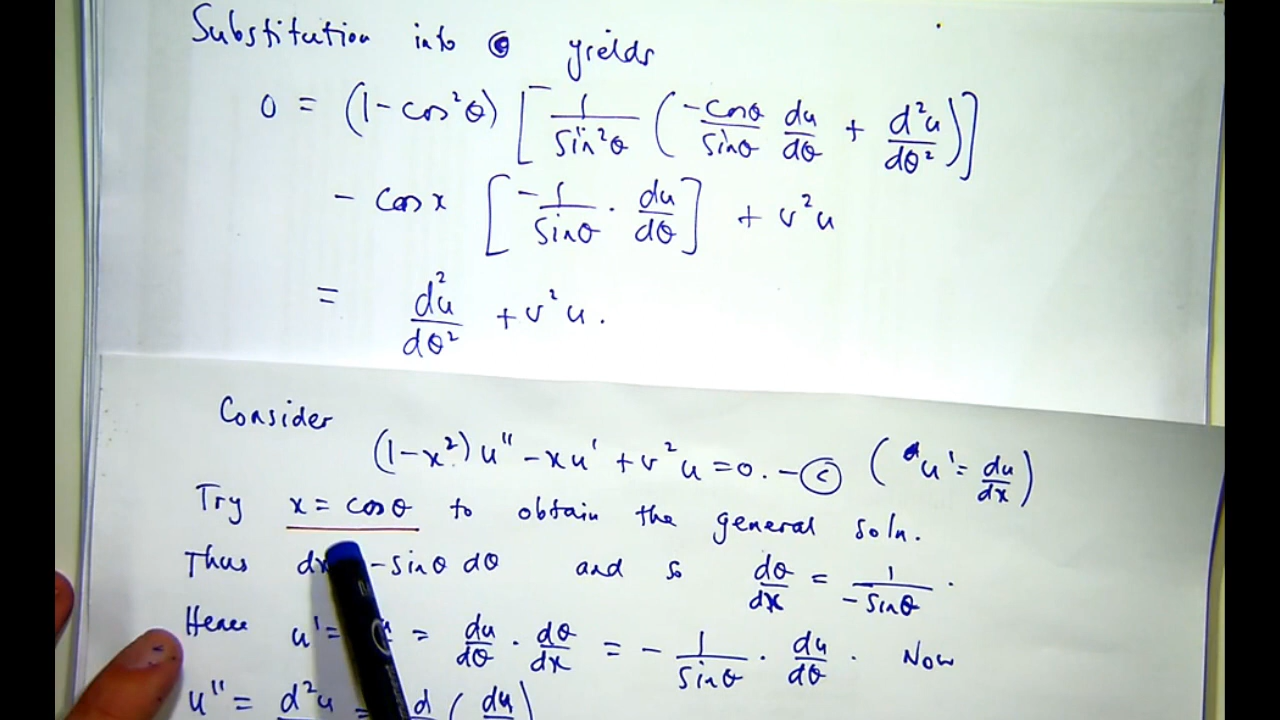 Substitution into © yields
0 = (1 - cos²θ) [ 1/sin²θ ( -cosθ/sinθ du/dθ + d²u/dθ² ) ]
- cos x [ -1/sinθ · du/dθ ] + v²u
= d²u/dθ² + v²u.
Consider
(1-x²) u'' - xu' + v²u = 0. - © ( u' = du/dx )
Try x = cosθ to obtain the general soln.
Thus dx - sinθ dθ and so dθ/dx = 1/-sinθ .
Hence u' = = du/dθ · dθ/dx = - 1/sinθ · du/dθ . Now
u'' = d²u = d ( du )